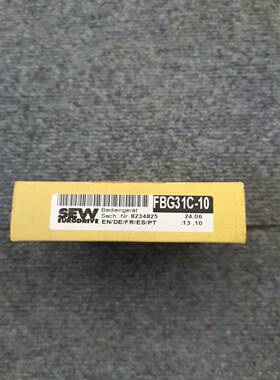 FBG31C-10
SEW
EURODRIVE
Bediengerät
Sach. Nr. 8234825
EN/DE/FR/ES/PT
24.06
.13 .10